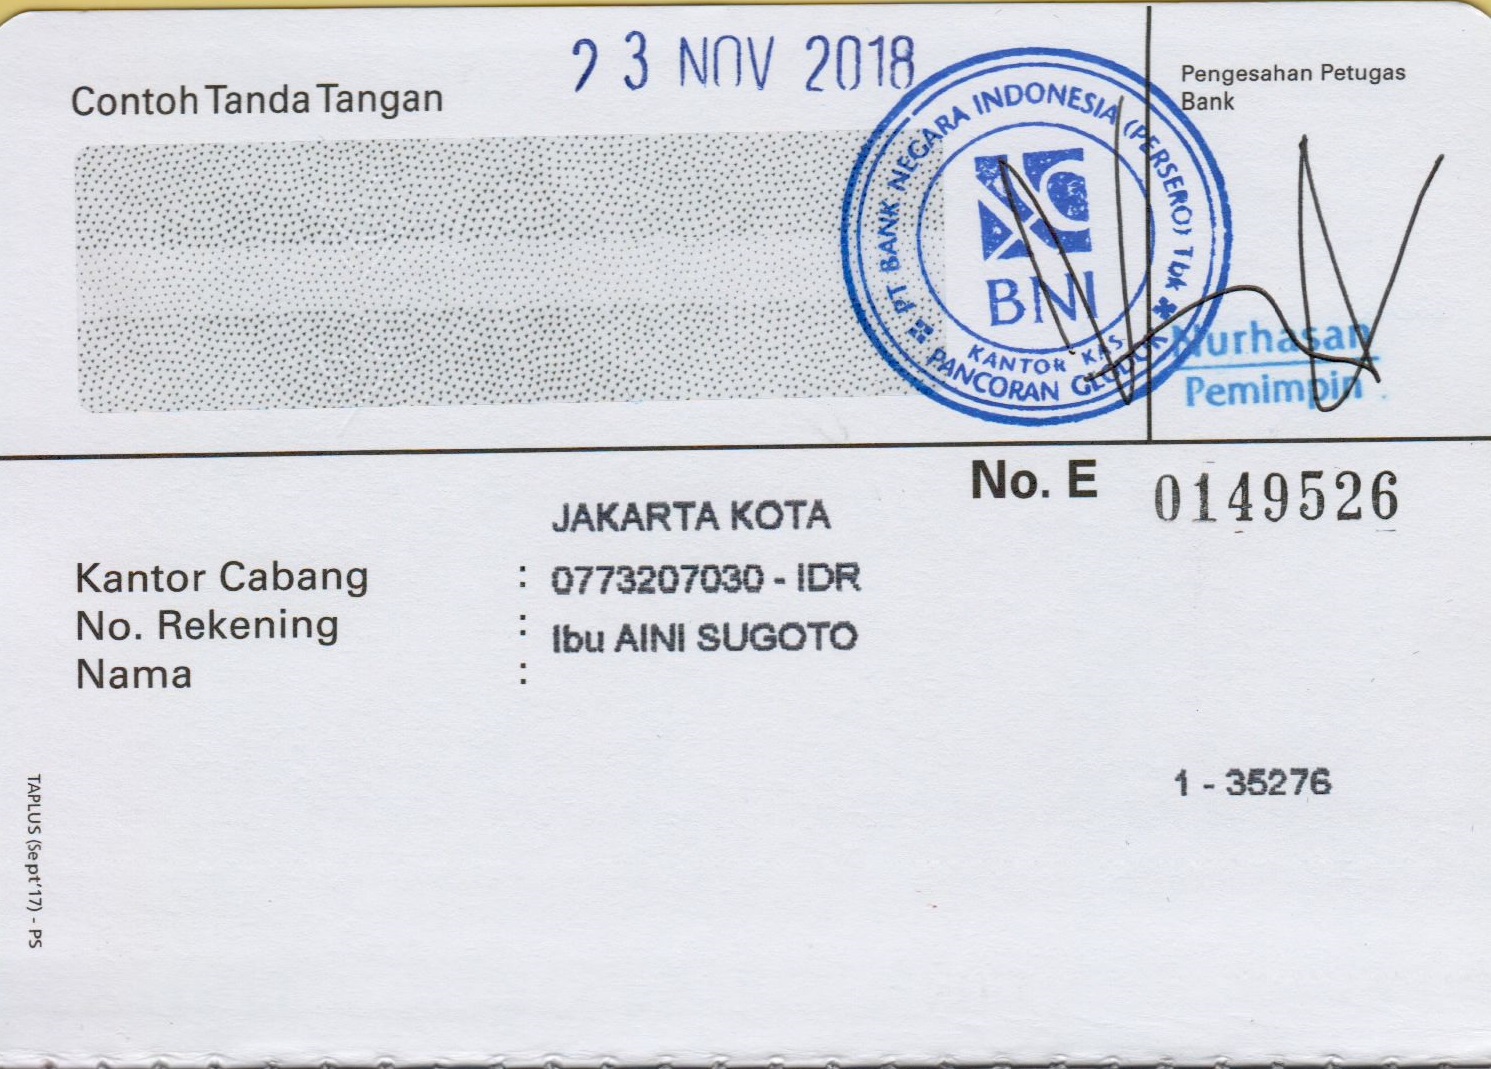 23 NOV 2018
Contoh Tanda Tangan
Pengesahan Petugas
Bank
PT BANK NEGARA INDONESIA (PERSERO) Tbk
BNI
KANTOR KAS
PANCORAN GLODOK
Nurhasan
Pemimpin
No. E 0149526
JAKARTA KOTA
Kantor Cabang : 0773207030 - IDR
No. Rekening : Ibu AINI SUGOTO
Nama :
1 - 35276
TAPLUS (Sept'17) - PS